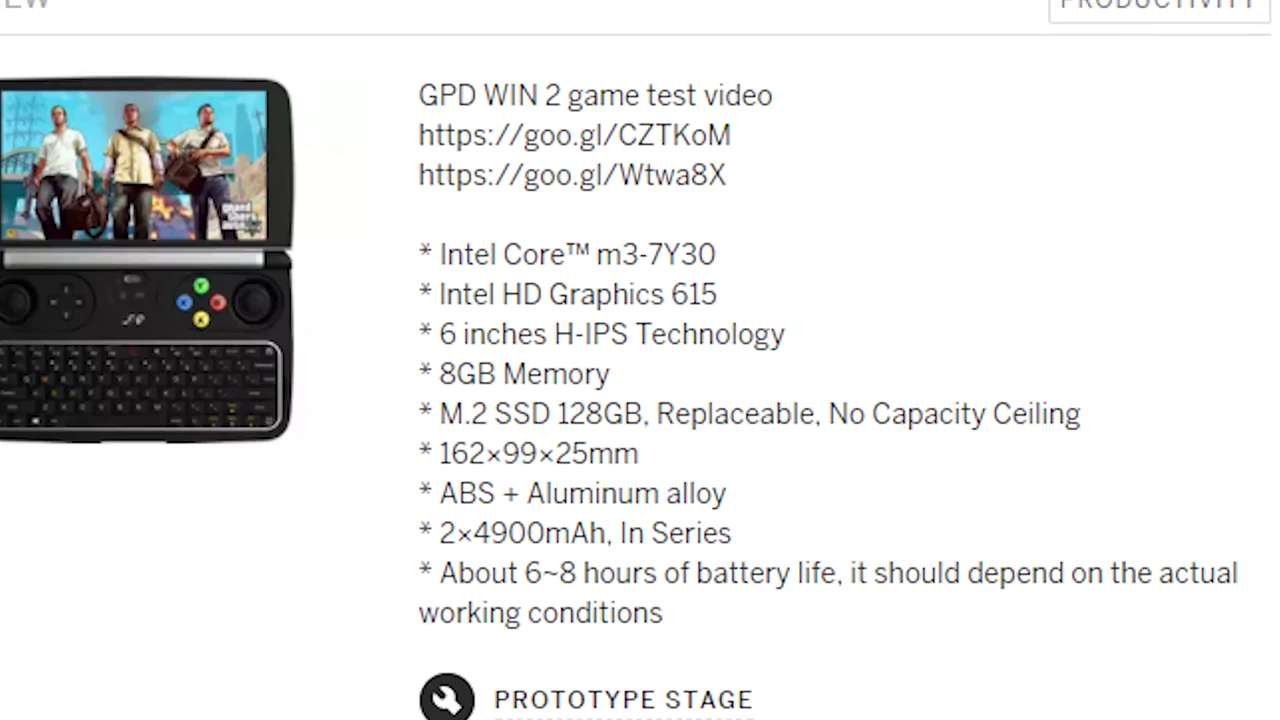 PRODUCTIVITY
GPD WIN 2 game test video
https://goo.gl/CZTKoM
https://goo.gl/Wtwa8X
* Intel Core™ m3-7Y30
* Intel HD Graphics 615
* 6 inches H-IPS Technology
* 8GB Memory
* M.2 SSD 128GB, Replaceable, No Capacity Ceiling
* 162×99×25mm
* ABS + Aluminum alloy
* 2×4900mAh, In Series
* About 6~8 hours of battery life, it should depend on the actual
working conditions
PROTOTYPE STAGE